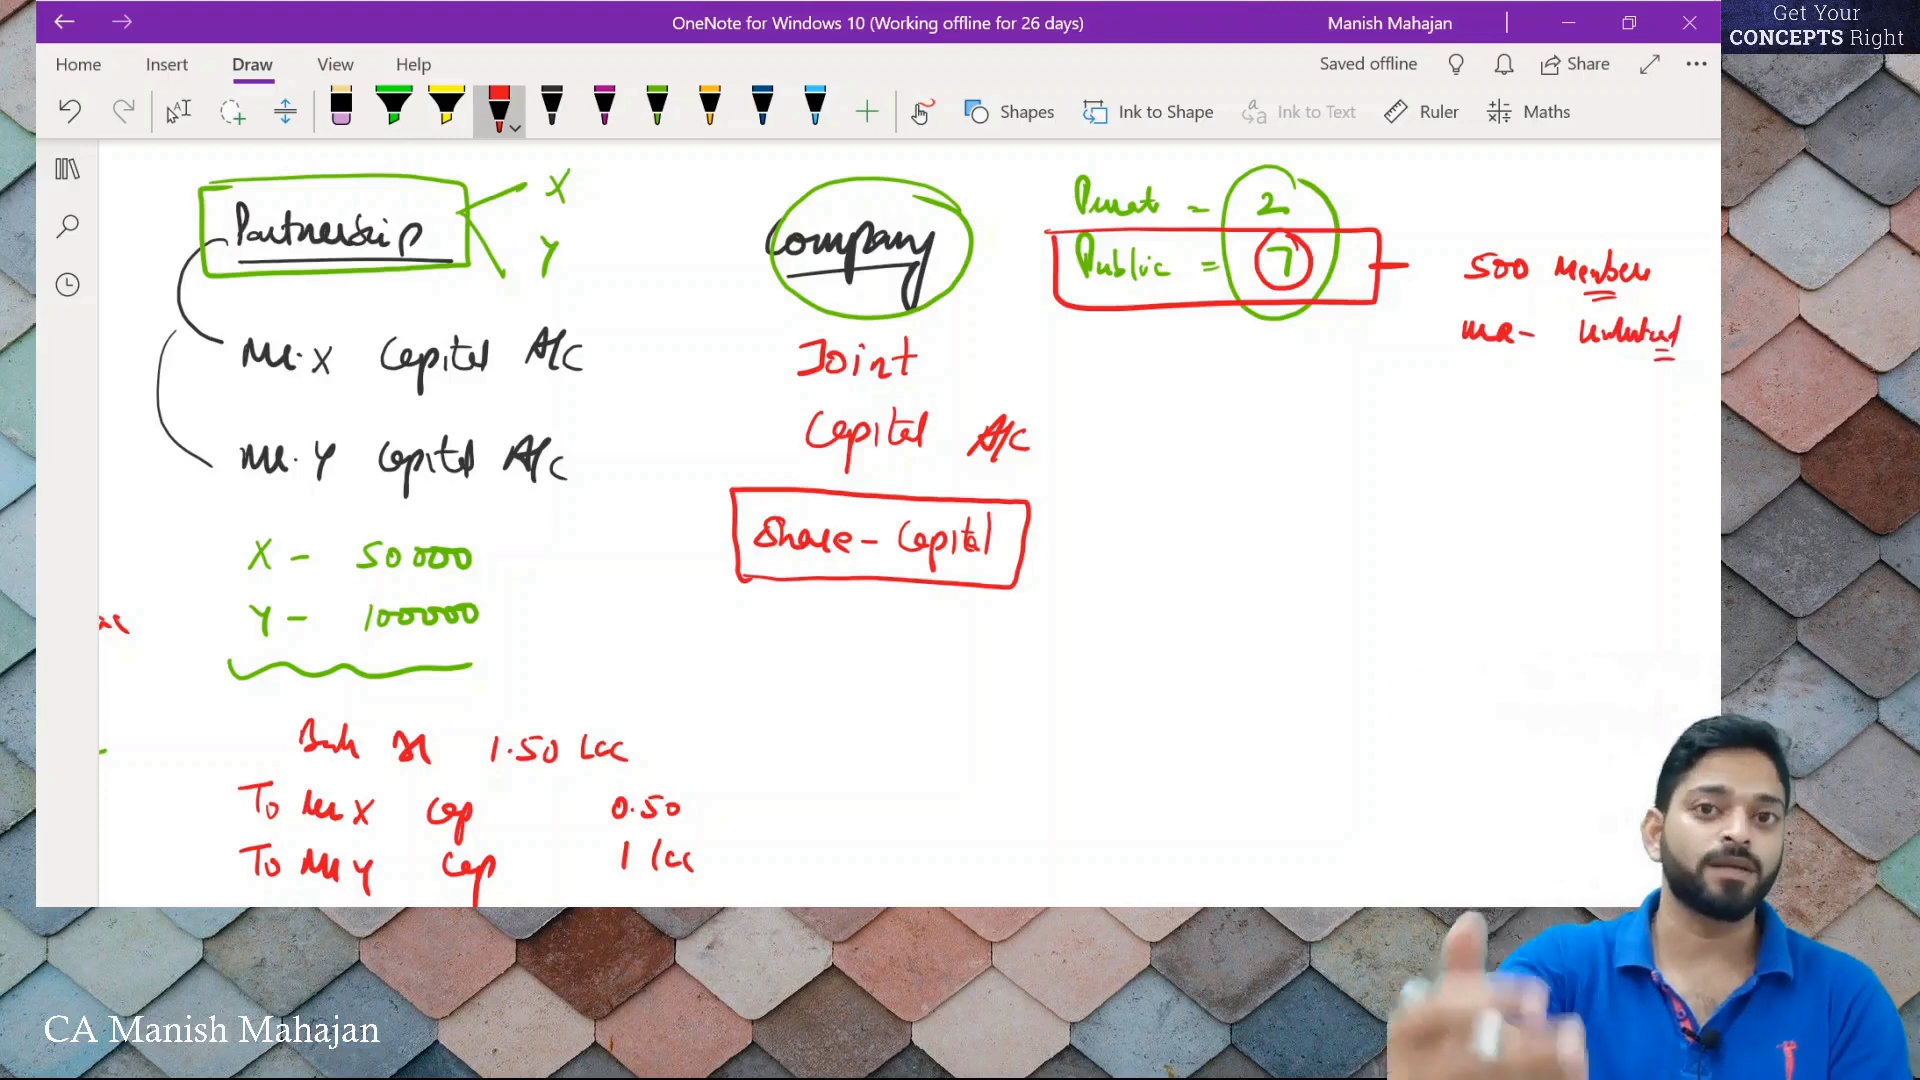 OneNote for Windows 10 (Working offline for 26 days)
Manish Mahajan
Get Your
CONCEPTS Right
Home Insert Draw View Help
Saved offline Share
Shapes Ink to Shape Ink to Text Ruler Maths
Partnership
X
Y
Mr. X Capital A/C
Mr. Y Capital A/C
X - 50000
Y - 100000
Bank 1.50 Lac
To Mr X Cap 0.50
To Mr Y Cap 1 Lac
Company
Joint
Capital A/C
Share - Capital
= 2
Public = 7
500 Members
CA Manish Mahajan